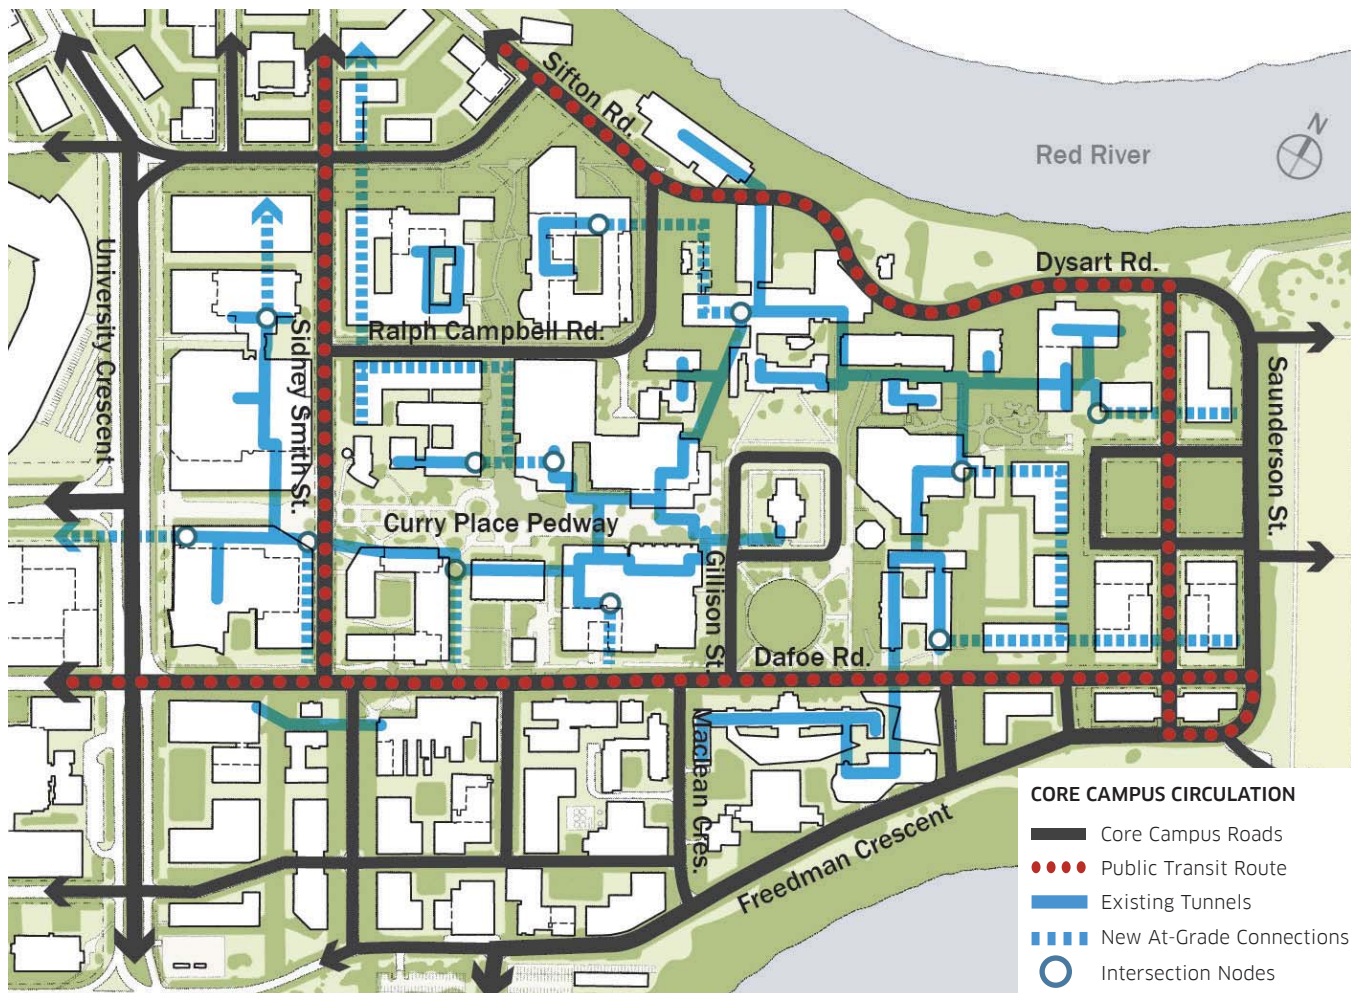 Sifton Rd.
N
Red River
Dysart Rd.
University Crescent
Sidney Smith St.
Ralph Campbell Rd.
Saunderson St.
Curry Place Pedway
Gillison St
Dafoe Rd.
Maclean Cres.
Freedman Crescent
CORE CAMPUS CIRCULATION
Core Campus Roads
Public Transit Route
Existing Tunnels
New At-Grade Connections
Intersection Nodes